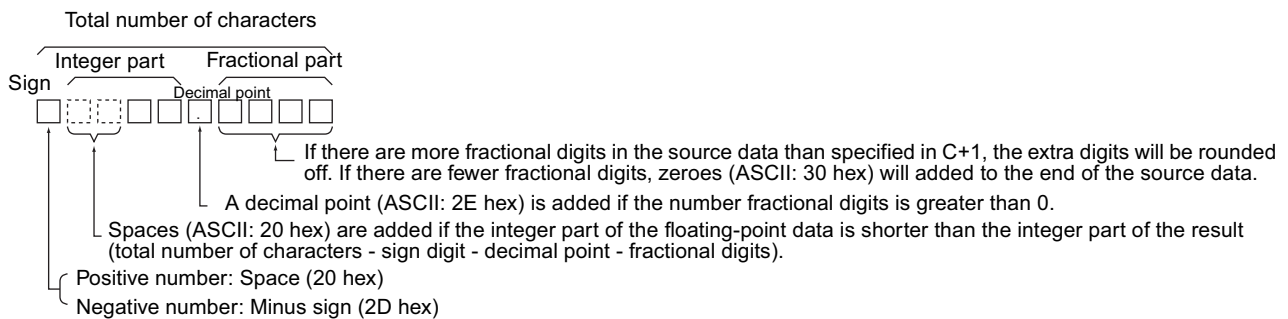 Total number of characters
Integer part Fractional part
Sign
Decimal point
.
If there are more fractional digits in the source data than specified in C+1, the extra digits will be rounded
off. If there are fewer fractional digits, zeroes (ASCII: 30 hex) will added to the end of the source data.
A decimal point (ASCII: 2E hex) is added if the number fractional digits is greater than 0.
Spaces (ASCII: 20 hex) are added if the integer part of the floating-point data is shorter than the integer part of the result
(total number of characters - sign digit - decimal point - fractional digits).
Positive number: Space (20 hex)
Negative number: Minus sign (2D hex)